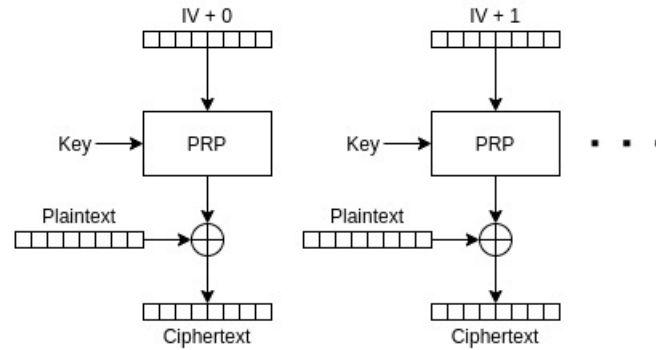 IV + 0
Key
PRP
Plaintext
Ciphertext
IV + 1
Key
PRP
Plaintext
Ciphertext